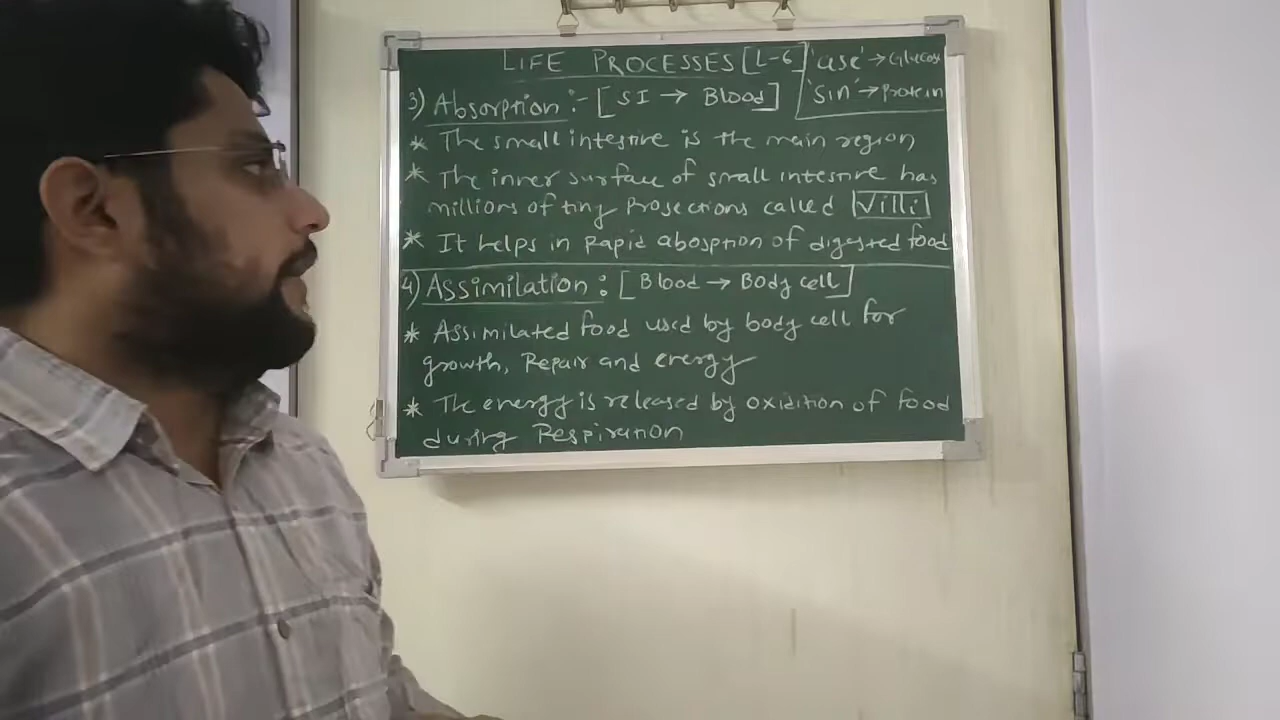 LIFE PROCESSES [L-6]
'ase' → Glucose
'Sin' → Protein
3) Absorption :- [SI → Blood]
* The small intestine is the main region
* The inner surface of small intestine has
millions of tiny Projections called Villi
* It helps in Rapid abosption of digested food
4) Assimilation : [Blood → Body cell]
* Assimilated food used by body cell for
growth, Repair and energy
* The energy is released by oxidition of food
during Respiration